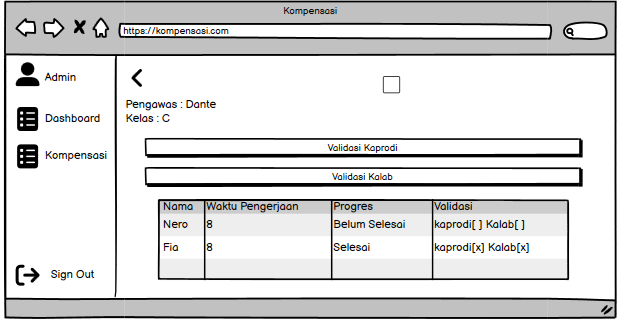 Kompensasi
https://kompensasi.com
Admin
Dashboard
Kompensasi
Sign Out
Pengawas : Dante
Kelas : C
Validasi Kaprodi
Validasi Kalab
Nama Waktu Pengerjaan Progres Validasi
Nero 8 Belum Selesai kaprodi[ ] Kalab[ ]
Fia 8 Selesai kaprodi[x] Kalab[x]